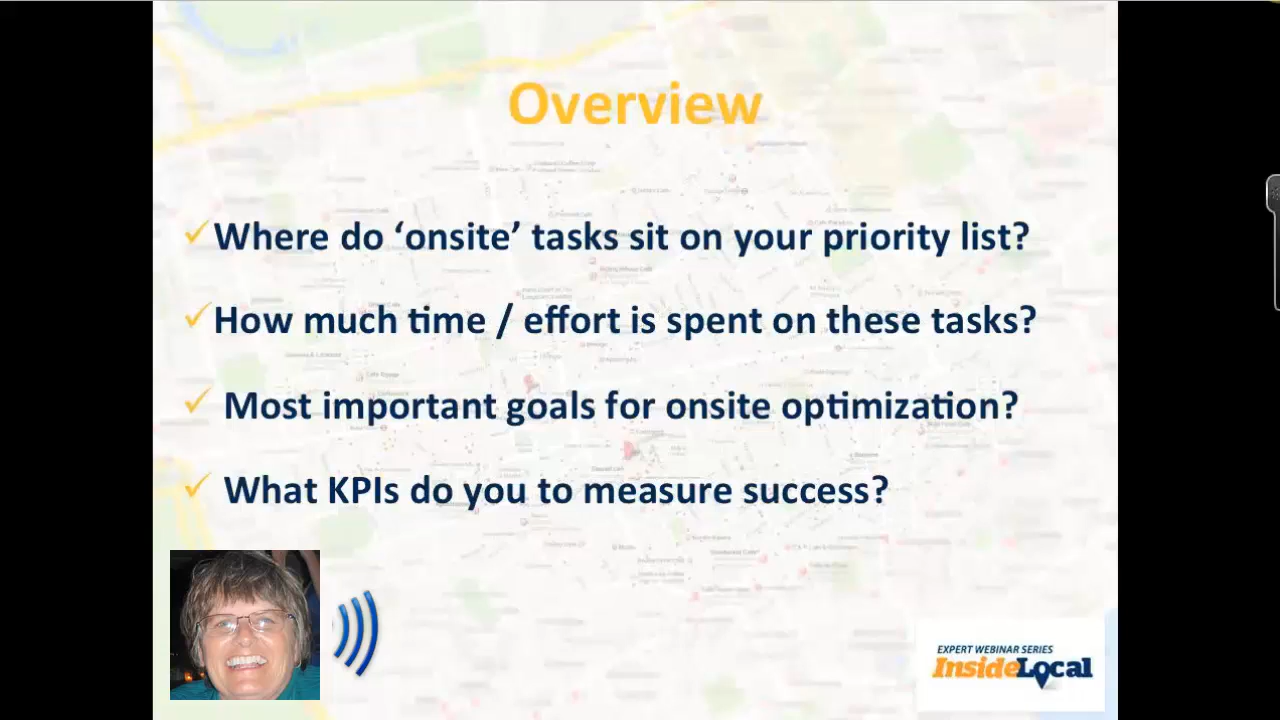 Overview
Where do ‘onsite’ tasks sit on your priority list?
How much time / effort is spent on these tasks?
Most important goals for onsite optimization?
What KPIs do you to measure success?
EXPERT WEBINAR SERIES
InsideLocal